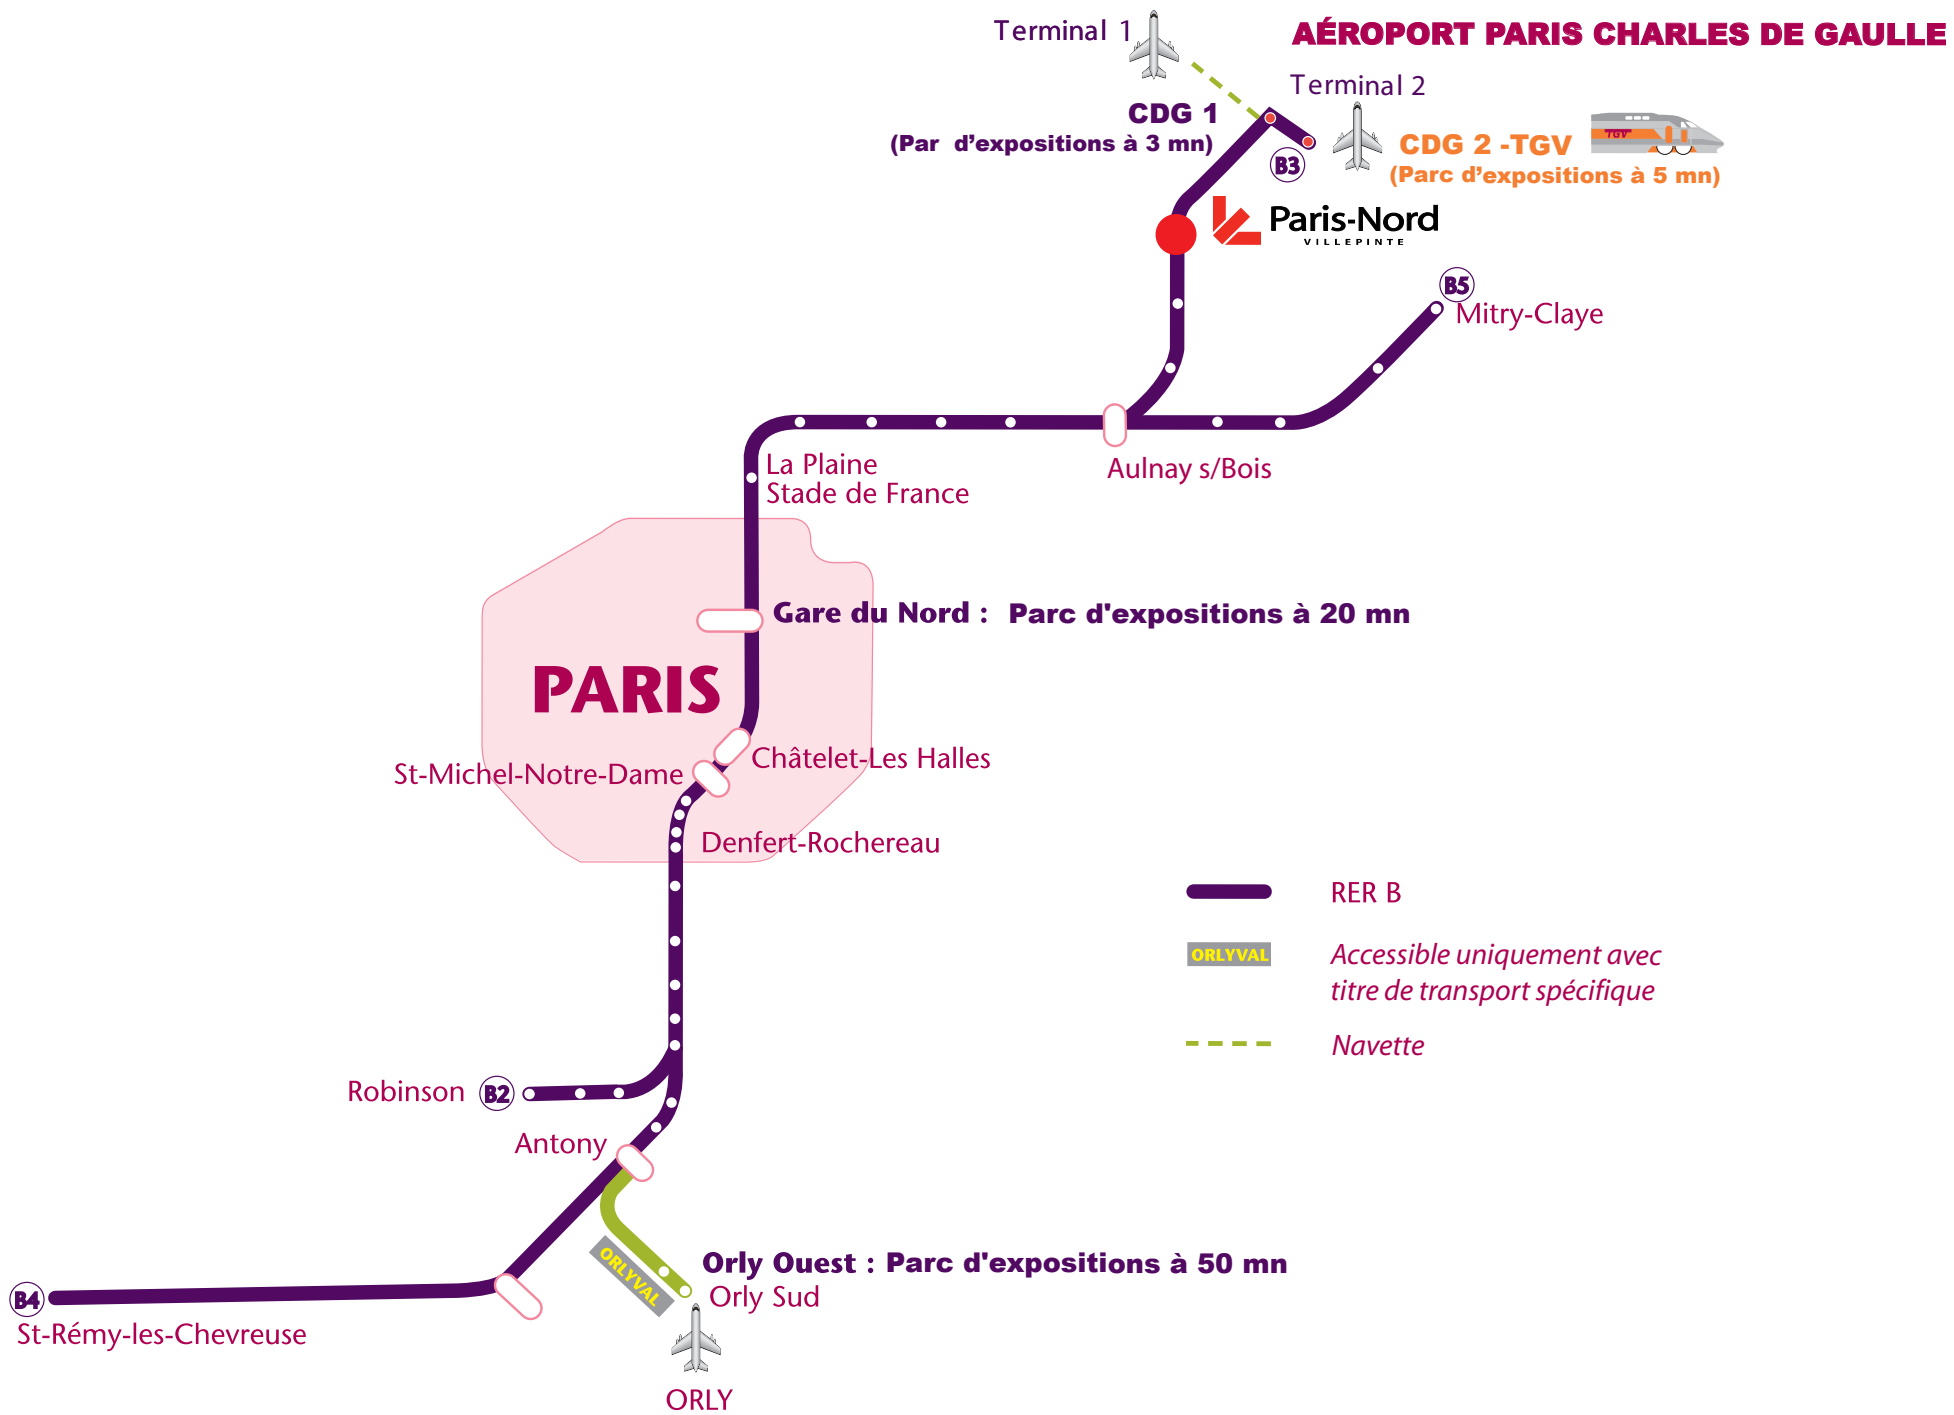 Terminal 1
AÉROPORT PARIS CHARLES DE GAULLE
Terminal 2
CDG 1
(Par d’expositions à 3 mn)
B3
CDG 2 -TGV
TGV
(Parc d’expositions à 5 mn)
Paris-Nord
VILLEPINTE
B5
Mitry-Claye
La Plaine
Stade de France
Aulnay s/Bois
Gare du Nord : Parc d'expositions à 20 mn
PARIS
Châtelet-Les Halles
St-Michel-Notre-Dame
Denfert-Rochereau
RER B
ORLYVAL
Accessible uniquement avec
titre de transport spécifique
Navette
Robinson B2
Antony
ORLYVAL
Orly Ouest : Parc d'expositions à 50 mn
Orly Sud
B4
St-Rémy-les-Chevreuse
ORLY